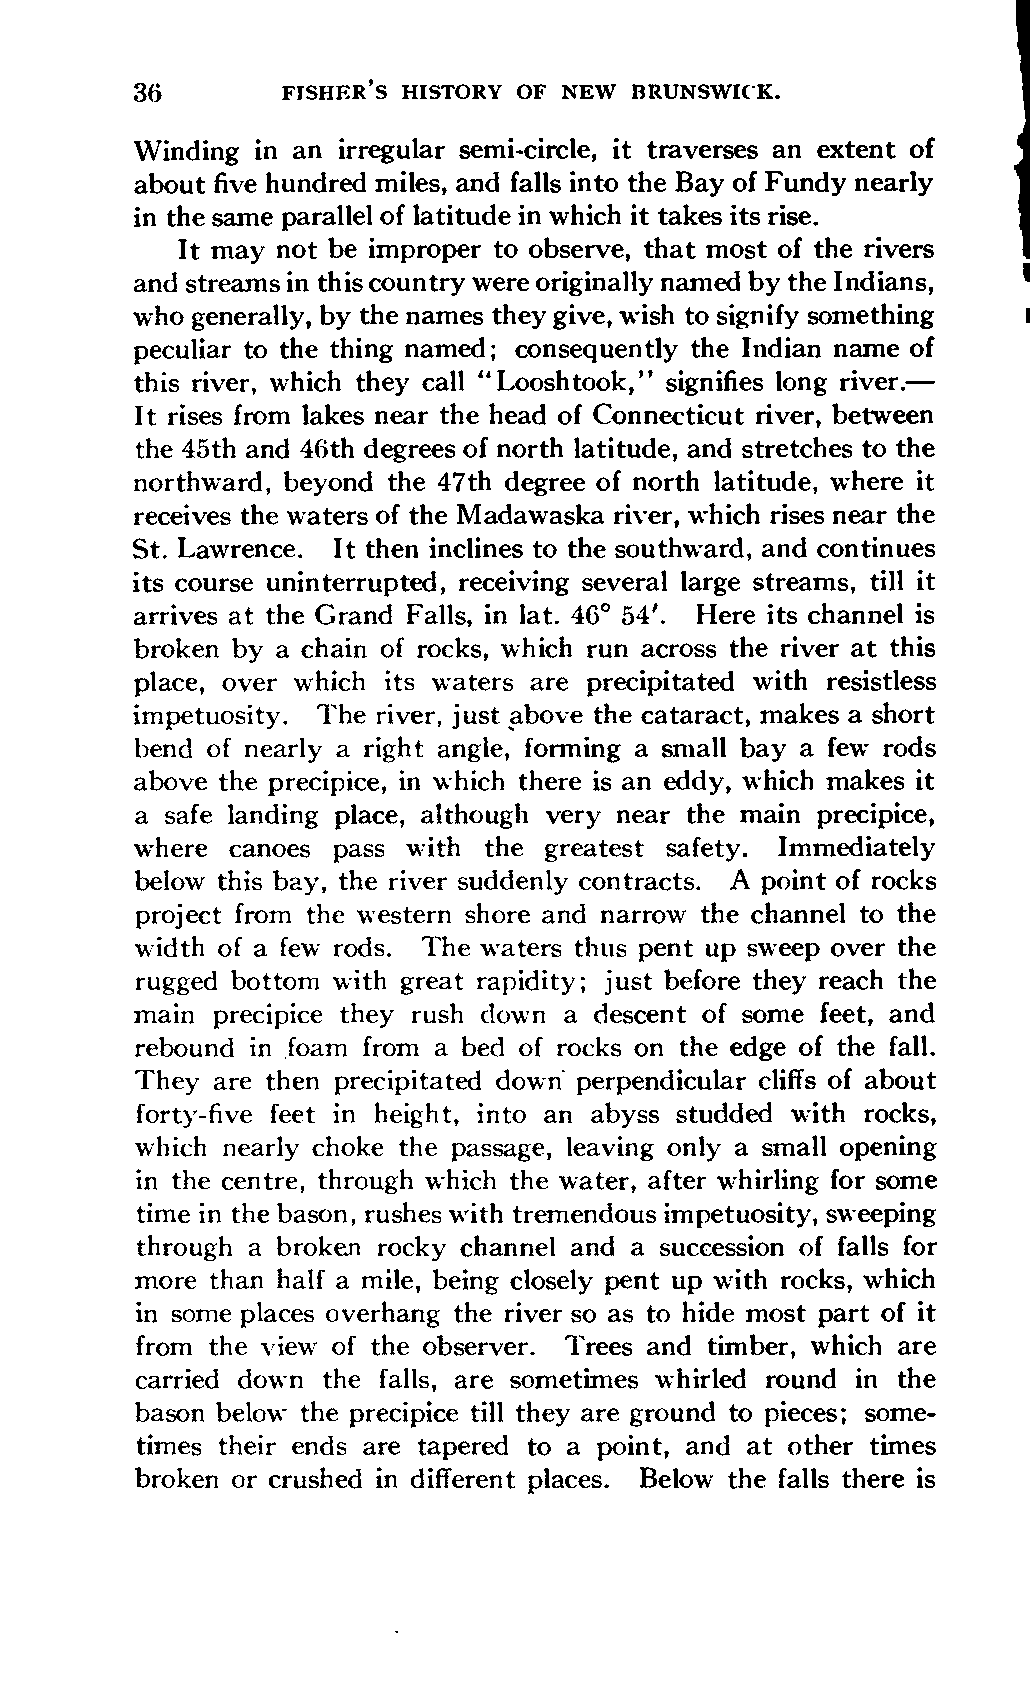 36 FISHER'S HISTORY OF NEW BRUNSWICK.
Winding in an irregular semi-circle, it traverses an extent of
about five hundred miles, and falls into the Bay of Fundy nearly
in the same parallel of latitude in which it takes its rise.
It may not be improper to observe, that most of the rivers
and streams in this country were originally named by the Indians,
who generally, by the names they give, wish to signify something
peculiar to the thing named; consequently the Indian name of
this river, which they call "Looshtook," signifies long river.—
It rises from lakes near the head of Connecticut river, between
the 45th and 46th degrees of north latitude, and stretches to the
northward, beyond the 47th degree of north latitude, where it
receives the waters of the Madawaska river, which rises near the
St. Lawrence. It then inclines to the southward, and continues
its course uninterrupted, receiving several large streams, till it
arrives at the Grand Falls, in lat. 46° 54'. Here its channel is
broken by a chain of rocks, which run across the river at this
place, over which its waters are precipitated with resistless
impetuosity. The river, just above the cataract, makes a short
bend of nearly a right angle, forming a small bay a few rods
above the precipice, in which there is an eddy, which makes it
a safe landing place, although very near the main precipice,
where canoes pass with the greatest safety. Immediately
below this bay, the river suddenly contracts. A point of rocks
project from the western shore and narrow the channel to the
width of a few rods. The waters thus pent up sweep over the
rugged bottom with great rapidity; just before they reach the
main precipice they rush down a descent of some feet, and
rebound in foam from a bed of rocks on the edge of the fall.
They are then precipitated down perpendicular cliffs of about
forty-five feet in height, into an abyss studded with rocks,
which nearly choke the passage, leaving only a small opening
in the centre, through which the water, after whirling for some
time in the bason, rushes with tremendous impetuosity, sweeping
through a broken rocky channel and a succession of falls for
more than half a mile, being closely pent up with rocks, which
in some places overhang the river so as to hide most part of it
from the view of the observer. Trees and timber, which are
carried down the falls, are sometimes whirled round in the
bason below the precipice till they are ground to pieces; some-
times their ends are tapered to a point, and at other times
broken or crushed in different places. Below the falls there is